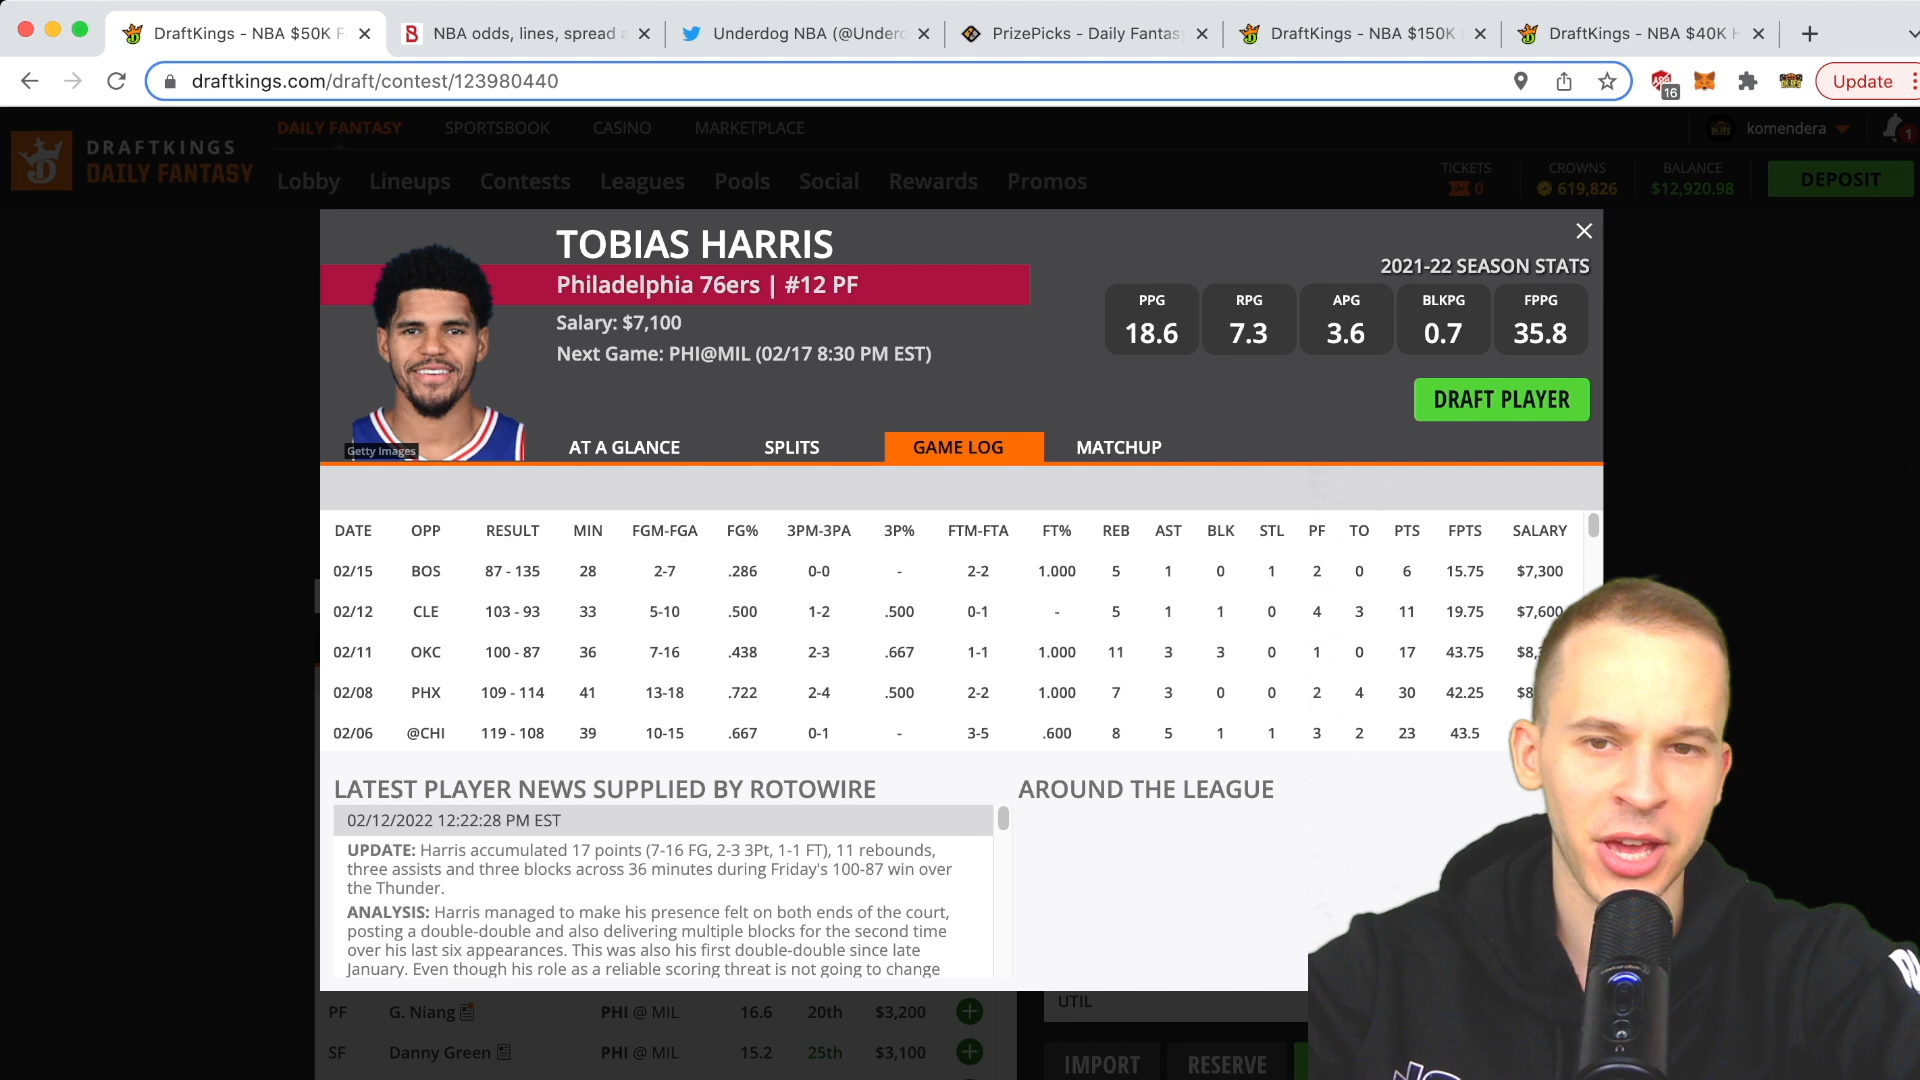 DraftKings - NBA $50K F
NBA odds, lines, spread a
Underdog NBA (@Underd
PrizePicks - Daily Fantasy
DraftKings - NBA $150K
DraftKings - NBA $40K H
draftkings.com/draft/contest/123980440
16
Update
DAILY FANTASY SPORTSBOOK CASINO MARKETPLACE
komendera
1
DRAFTKINGS
DAILY FANTASY
Lobby Lineups Contests Leagues Pools Social Rewards Promos
TICKETS
0
CROWNS
619,826
BALANCE
$12,920.98
DEPOSIT
TOBIAS HARRIS
Philadelphia 76ers | #12 PF
Salary: $7,100
Next Game: PHI@MIL (02/17 8:30 PM EST)
2021-22 SEASON STATS
PPG RPG APG BLKPG FPPG
18.6 7.3 3.6 0.7 35.8
DRAFT PLAYER
Getty Images
AT A GLANCE SPLITS GAME LOG MATCHUP
DATE OPP RESULT MIN FGM-FGA FG% 3PM-3PA 3P% FTM-FTA FT% REB AST BLK STL PF TO PTS FPTS SALARY
02/15 BOS 87 - 135 28 2-7 .286 0-0 - 2-2 1.000 5 1 0 1 2 0 6 15.75 $7,300
02/12 CLE 103 - 93 33 5-10 .500 1-2 .500 0-1 - 5 1 1 0 4 3 11 19.75 $7,600
02/11 OKC 100 - 87 36 7-16 .438 2-3 .667 1-1 1.000 11 3 3 0 1 0 17 43.75 $8,
02/08 PHX 109 - 114 41 13-18 .722 2-4 .500 2-2 1.000 7 3 0 0 2 4 30 42.25 $8
02/06 @CHI 119 - 108 39 10-15 .667 0-1 - 3-5 .600 8 5 1 1 3 2 23 43.5
LATEST PLAYER NEWS SUPPLIED BY ROTOWIRE
02/12/2022 12:22:28 PM EST
UPDATE: Harris accumulated 17 points (7-16 FG, 2-3 3Pt, 1-1 FT), 11 rebounds,
three assists and three blocks across 36 minutes during Friday's 100-87 win over
the Thunder.
ANALYSIS: Harris managed to make his presence felt on both ends of the court,
posting a double-double and also delivering multiple blocks for the second time
over his last six appearances. This was also his first double-double since late
January. Even though his role as a reliable scoring threat is not going to change
AROUND THE LEAGUE
PF G. Niang PHI @ MIL 16.6 20th $3,200
SF Danny Green PHI @ MIL 15.2 25th $3,100
UTIL
IMPORT RESERVE